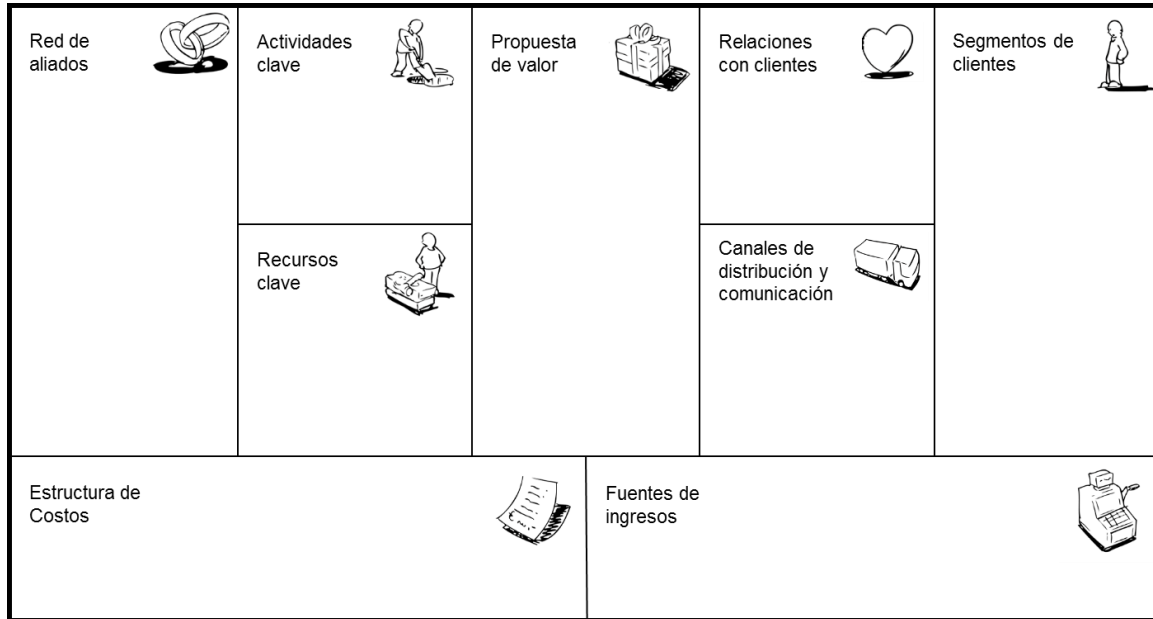 Red de
aliados
Actividades
clave
Propuesta
de valor
Relaciones
con clientes
Segmentos de
clientes
Recursos
clave
Canales de
distribución y
comunicación
Estructura de
Costos
Fuentes de
ingresos